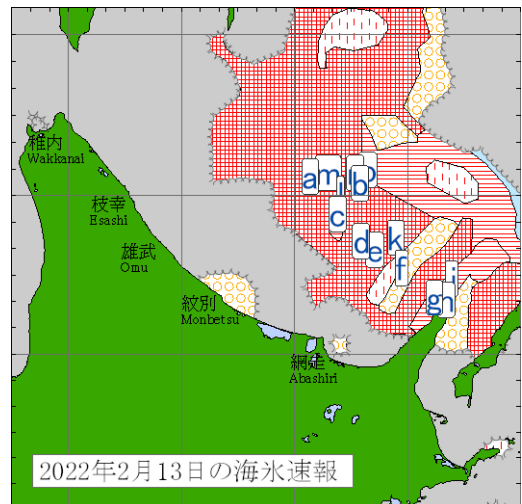 稚内
Wakkanai
枝幸
Esashi
雄武
Omu
紋別
Monbetsu
網走
Abashiri
a
m
b
c
d
e
k
f
i
g
2022年2月13日の海氷速報